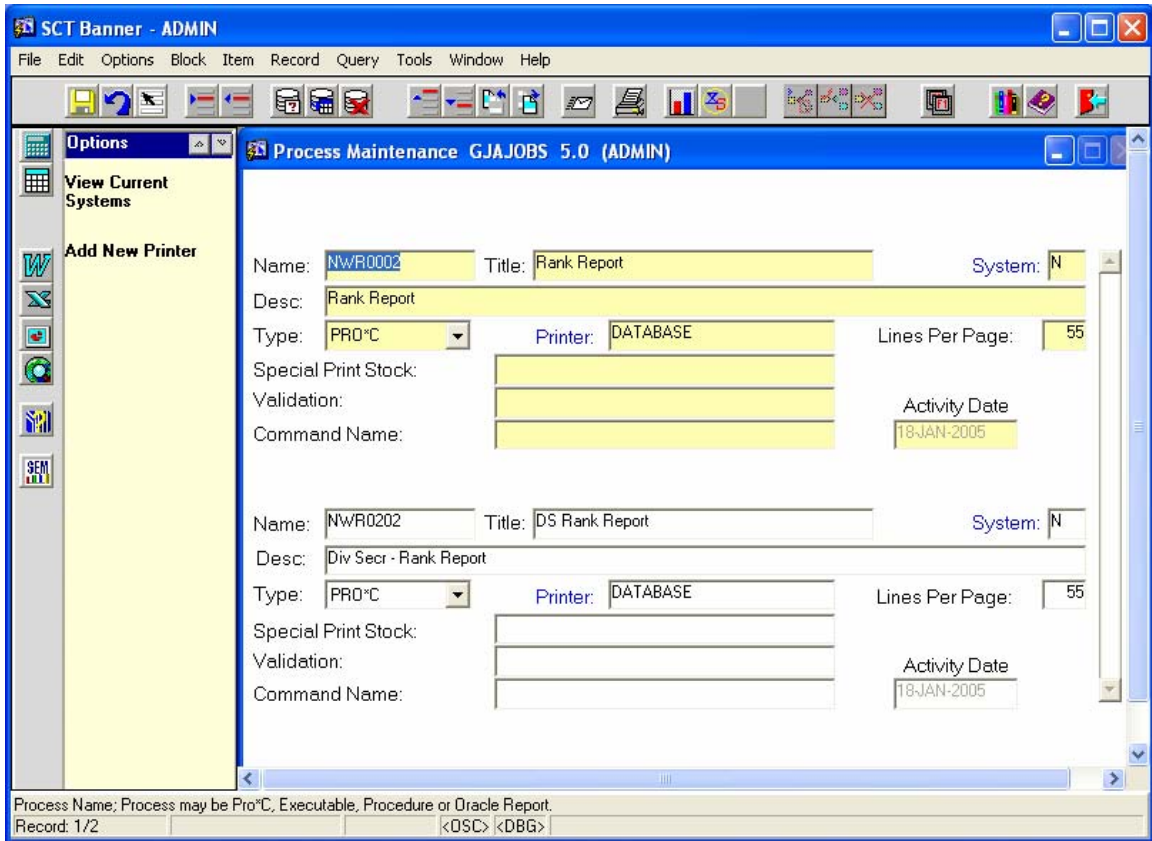 SCT Banner - ADMIN
File Edit Options Block Item Record Query Tools Window Help
Options
View Current
Systems
Add New Printer
Process Maintenance GJAJOBS 5.0 (ADMIN)
Name: NWR0002 Title: Rank Report System: N
Desc: Rank Report
Type: PRO*C Printer: DATABASE Lines Per Page: 55
Special Print Stock:
Validation: Activity Date
Command Name: 18-JAN-2005
Name: NWR0202 Title: DS Rank Report System: N
Desc: Div Secr - Rank Report
Type: PRO*C Printer: DATABASE Lines Per Page: 55
Special Print Stock:
Validation: Activity Date
Command Name: 18-JAN-2005
SEM
Process Name; Process may be Pro*C, Executable, Procedure or Oracle Report.
Record: 1/2 <OSC> <DBG>